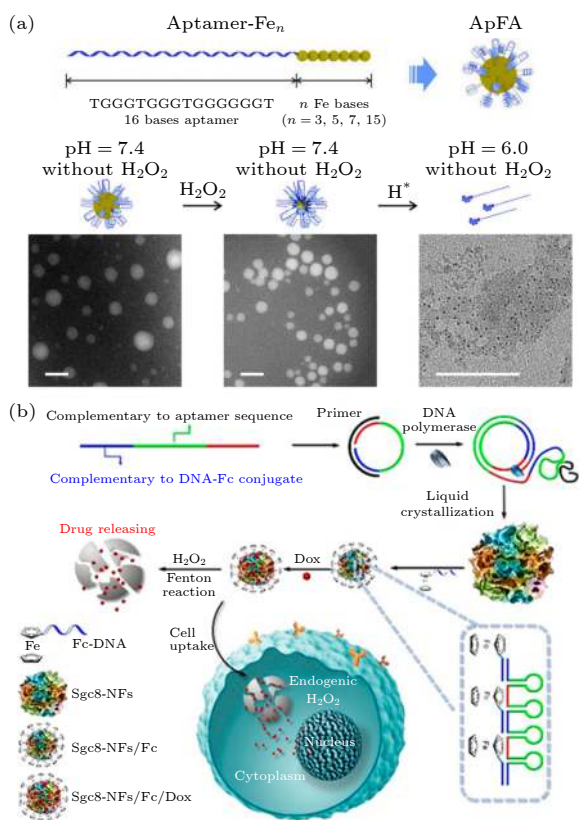 (a)
Aptamer-Feₙ
ApFA
TGGGTGGGTGGGGGGT
16 bases aptamer
n Fe bases
(n = 3, 5, 7, 15)
pH = 7.4
without H₂O₂
H₂O₂
pH = 7.4
without H₂O₂
H*
pH = 6.0
without H₂O₂
(b)
Complementary to aptamer sequence
Complementary to DNA-Fc conjugate
Primer
DNA
polymerase
Liquid
crystallization
Drug releasing
H₂O₂
Fenton
reaction
Dox
Fe
Fc-DNA
Cell
uptake
Endogenic
H₂O₂
Nucleus
Cytoplasm
Sgc8-NFs
Sgc8-NFs/Fc
Sgc8-NFs/Fc/Dox